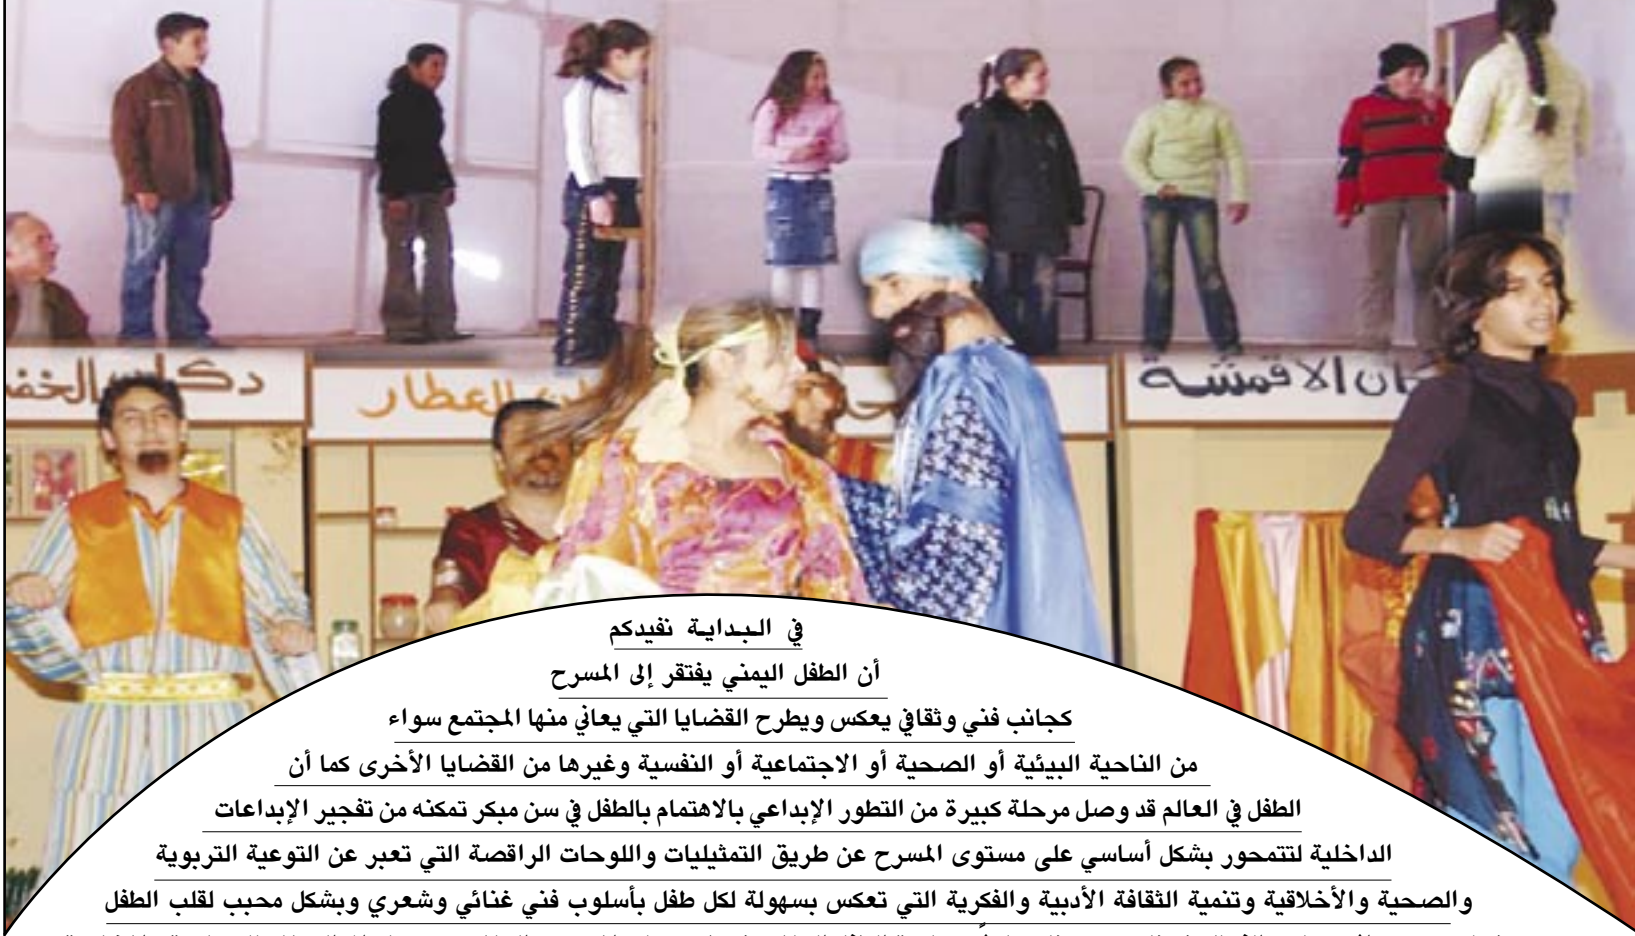 دكان الخض
العطار
ان الاقمشة
في البداية نفيدكم
أن الطفل اليمني يفتقر إلى المسرح
كجانب فني وثقافي يعكس ويطرح القضايا التي يعاني منها المجتمع سواء
من الناحية البيئية أو الصحية أو الاجتماعية أو النفسية وغيرها من القضايا الأخرى كما أن
الطفل في العالم قد وصل مرحلة كبيرة من التطور الإبداعي بالاهتمام بالطفل في سن مبكر تمكنه من تفجير الإبداعات
الداخلية لتتمحور بشكل أساسي على مستوى المسرح عن طريق التمثيليات واللوحات الراقصة التي تعبر عن التوعية التربوية
والصحية والأخلاقية وتنمية الثقافة الأدبية والفكرية التي تعكس بسهولة لكل طفل بأسلوب فني غنائي وشعري وبشكل محبب لقلب الطفل